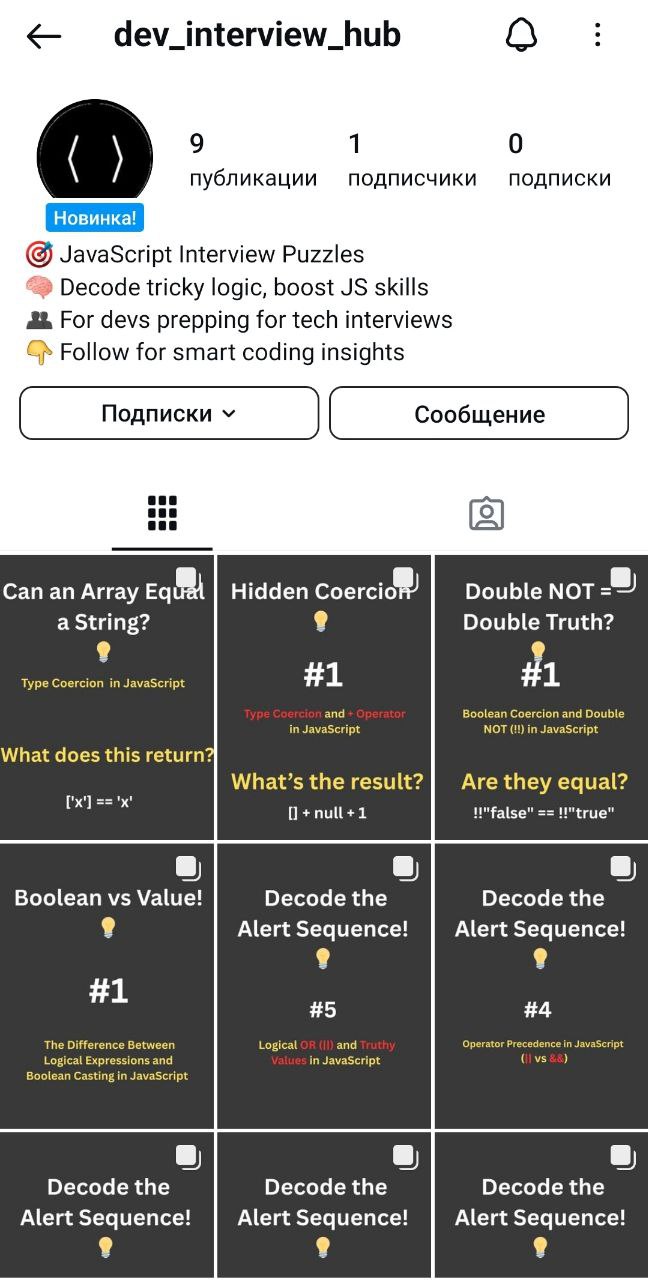 dev_interview_hub
9
публикации
1
подписчики
0
подписки
Новинка!
🎯 JavaScript Interview Puzzles
🧠 Decode tricky logic, boost JS skills
👥 For devs prepping for tech interviews
👇 Follow for smart coding insights
Подписки
Сообщение
Can an Array Equal
a String?
💡
Type Coercion in JavaScript
What does this return?
['x'] == 'x'
Hidden Coercion
💡
#1
Type Coercion and + Operator
in JavaScript
What's the result?
[] + null + 1
Double NOT =
Double Truth?
💡
#1
Boolean Coercion and Double
NOT (!!) in JavaScript
Are they equal?
!!"false" == !!"true"
Boolean vs Value!
💡
#1
The Difference Between
Logical Expressions and
Boolean Casting in JavaScript
Decode the
Alert Sequence!
💡
#5
Logical OR (||) and Truthy
Values in JavaScript
Decode the
Alert Sequence!
💡
#4
Operator Precedence in JavaScript
(|| vs &&)
Decode the
Alert Sequence!
💡
Decode the
Alert Sequence!
💡
Decode the
Alert Sequence!
💡